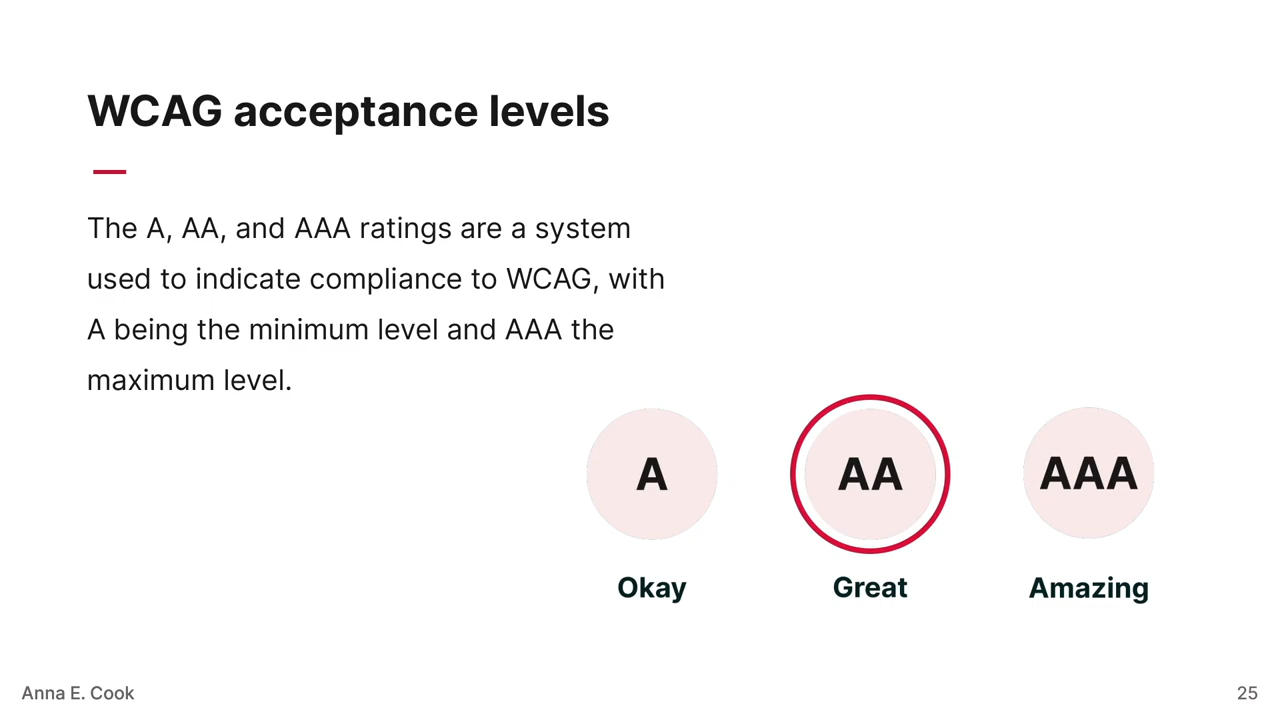 WCAG acceptance levels
The A, AA, and AAA ratings are a system
used to indicate compliance to WCAG, with
A being the minimum level and AAA the
maximum level.
A
AA
AAA
Okay
Great
Amazing
Anna E. Cook
25